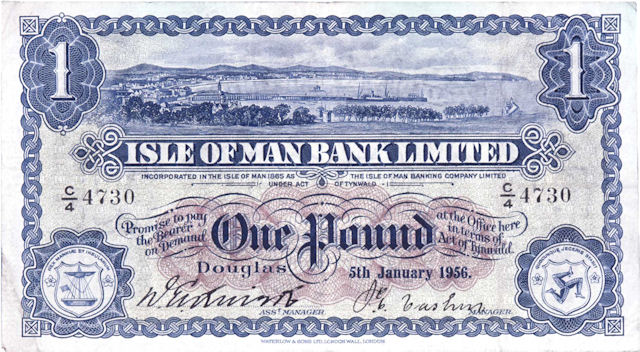 1 1
ISLE OF MAN BANK LIMITED
INCORPORATED IN THE ISLE OF MAN 1865 AS THE ISLE OF MAN BANKING COMPANY LIMITED
UNDER ACT OF TYNWALD
C/4 4730 C/4 4730
Promise to pay
the Bearer
on Demand
One Pound
at the Office here
in terms of
Act of Tynwald.
Douglas 5th January 1956.
ASST MANAGER. MANAGER.
WATERLOW & SONS LTD, LONDON WALL, LONDON